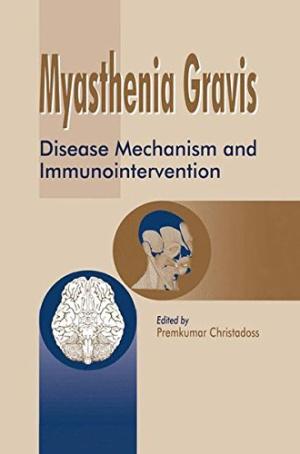 Myasthenia Gravis
Disease Mechanism and
Immunointervention
Edited by
Premkumar Christadoss